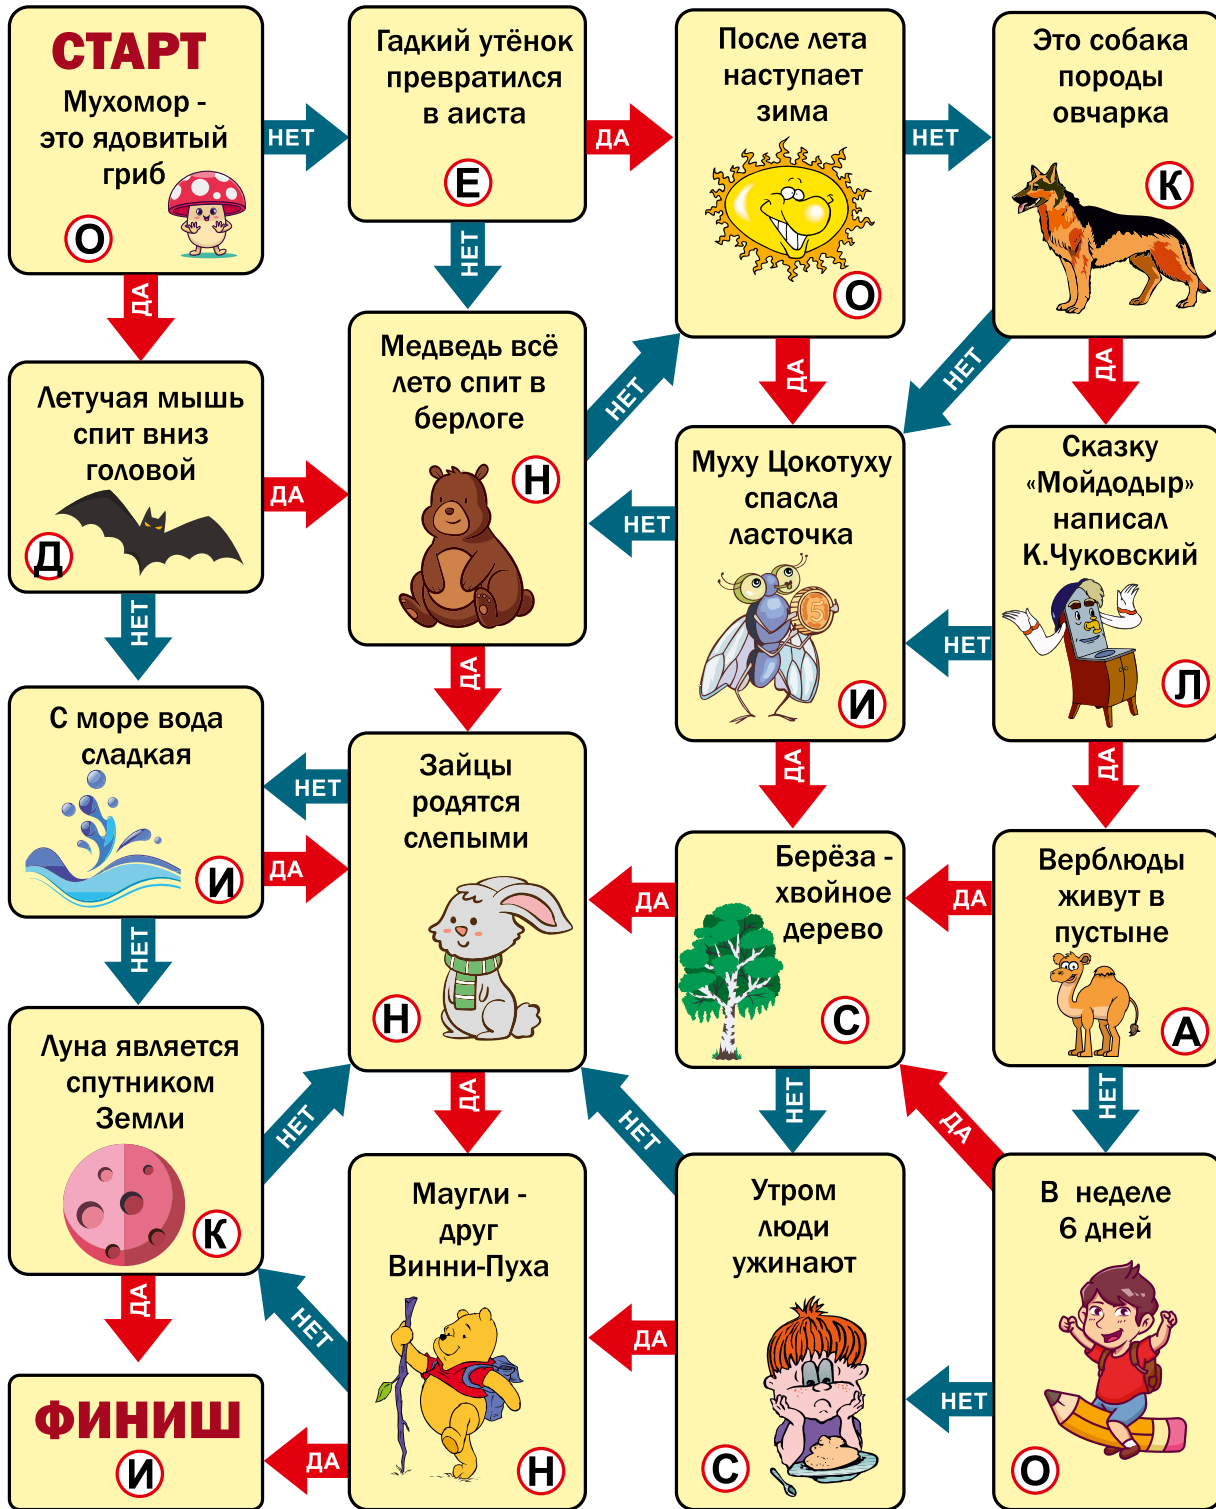 СТАРТ
Мухомор -
это ядовитый
гриб
О
НЕТ
ДА
Гадкий утёнок
превратился
в аиста
Е
ДА
НЕТ
После лета
наступает
зима
О
НЕТ
ДА
Это собака
породы
овчарка
К
НЕТ
ДА
Летучая мышь
спит вниз
головой
Д
ДА
НЕТ
Медведь всё
лето спит в
берлоге
Н
НЕТ
ДА
Муху Цокотуху
спасла
ласточка
5
И
НЕТ
ДА
Сказку
«Мойдодыр»
написал
К.Чуковский
Л
НЕТ
ДА
С море вода
сладкая
И
ДА
НЕТ
Зайцы
родятся
слепыми
Н
НЕТ
ДА
Берёза -
хвойное
дерево
С
ДА
НЕТ
Верблюды
живут в
пустыне
А
ДА
НЕТ
Луна является
спутником
Земли
К
НЕТ
ДА
Маугли -
друг
Винни-Пуха
Н
НЕТ
ДА
Утром
люди
ужинают
С
НЕТ
ДА
В неделе
6 дней
О
ДА
НЕТ
ФИНИШ
И